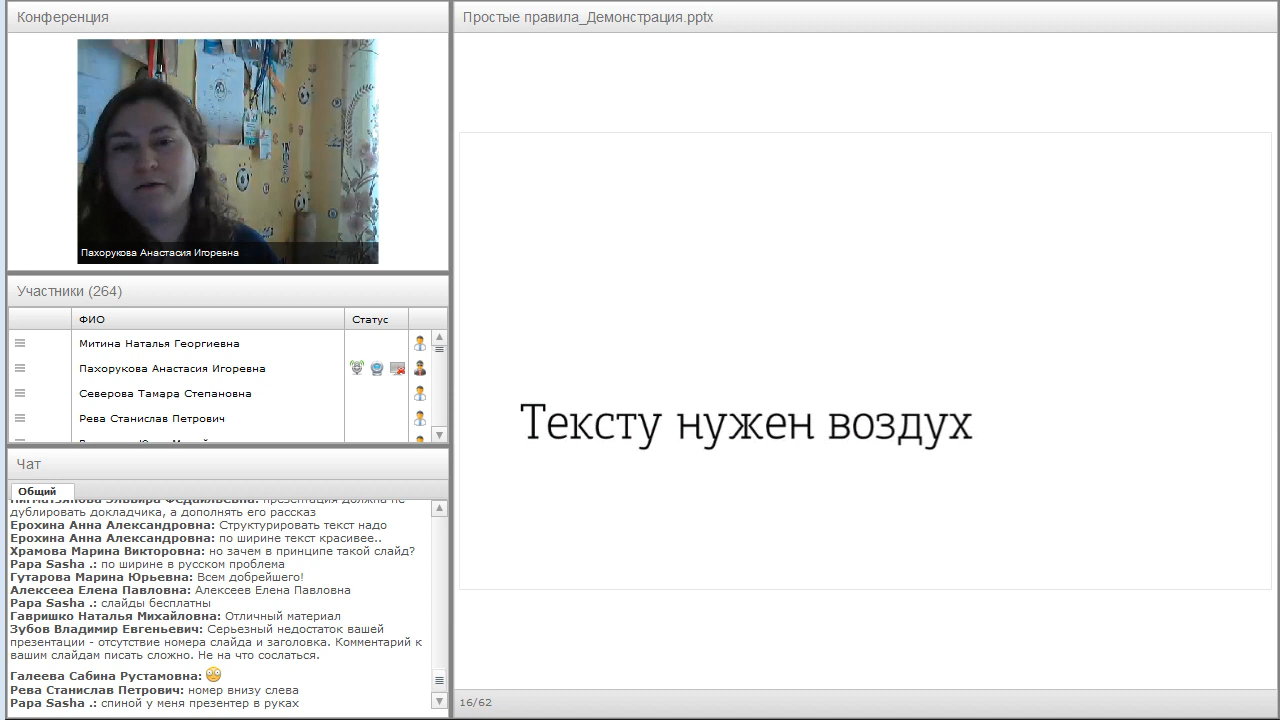 Конференция
Пахорукова Анастасия Игоревна
Участники (264)
ФИО
Статус
Митина Наталья Георгиевна
Пахорукова Анастасия Игоревна
Северова Тамара Степановна
Рева Станислав Петрович
Чат
Общий
презентация должна не
дублировать докладчика, а дополнять его рассказ
Ерохина Анна Александровна: Структурировать текст надо
Ерохина Анна Александровна: по ширине текст красивее..
Храмова Марина Викторовна: но зачем в принципе такой слайд?
Papa Sasha .: по ширине в русском проблема
Гутарова Марина Юрьевна: Всем добрейшего!
Алексееа Елена Павловна: Алексеев Елена Павловна
Papa Sasha .: слайды бесплатны
Гавришко Наталья Михайловна: Отличный материал
Зубов Владимир Евгеньевич: Серьезный недостаток вашей
презентации - отсутствие номера слайда и заголовка. Комментарий к
вашим слайдам писать сложно. Не на что сослаться.
Галеева Сабина Рустамовна:
Рева Станислав Петрович: номер внизу слева
Papa Sasha .: спиной у меня презентер в руках
Простые правила_Демонстрация.pptx
Тексту нужен воздух
16/62